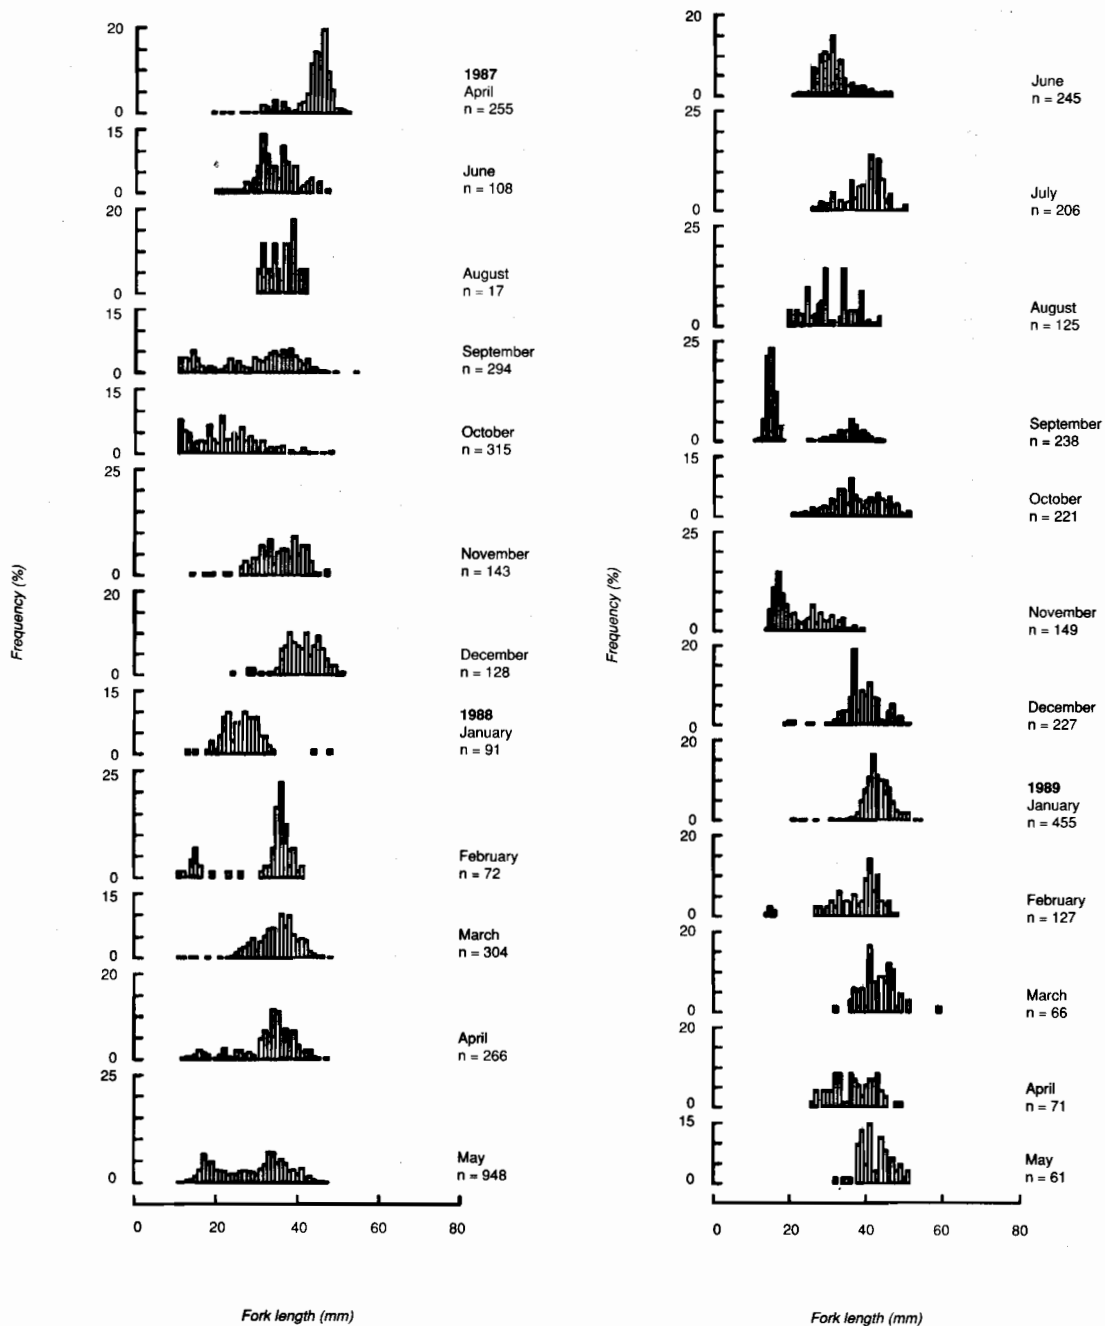 20
0
1987
April
n = 255
15
0
June
n = 108
20
0
August
n = 17
15
0
September
n = 294
15
0
October
n = 315
25
0
November
n = 143
20
0
December
n = 128
15
0
1988
January
n = 91
25
0
February
n = 72
15
0
March
n = 304
20
0
April
n = 266
25
0
May
n = 948
0 20 40 60 80
Frequency (%)
Fork length (mm)
20
0
June
n = 245
25
0
July
n = 206
25
0
August
n = 125
25
0
September
n = 238
15
0
October
n = 221
25
0
November
n = 149
20
0
December
n = 227
20
0
1989
January
n = 455
20
0
February
n = 127
20
0
March
n = 66
20
0
April
n = 71
15
0
May
n = 61
0 20 40 60 80
Frequency (%)
Fork length (mm)